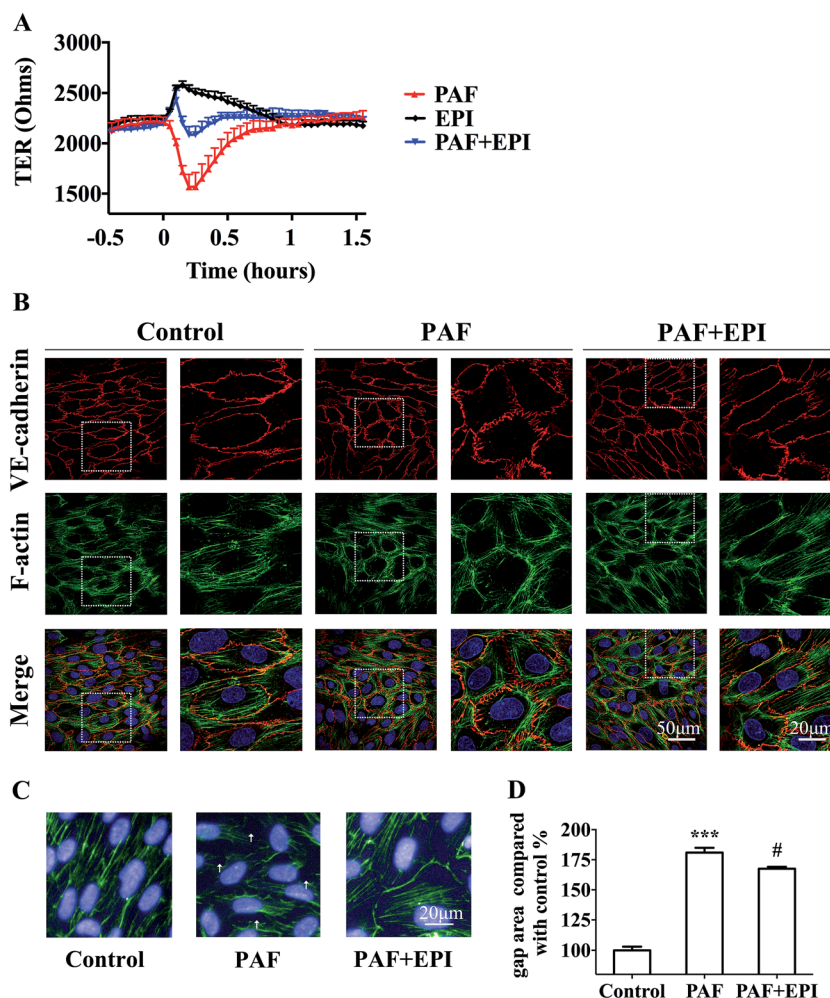 A
3000
2500
2000
1500
TER (Ohms)
-0.5 0 0.5 1 1.5
Time (hours)
PAF
EPI
PAF+EPI
B
Control PAF PAF+EPI
VE-cadherin
F-actin
Merge
50μm 20μm
C
20μm
Control PAF PAF+EPI
D
gap area compared
with control %
200
175
150
125
100
*** #
Control PAF PAF+EPI